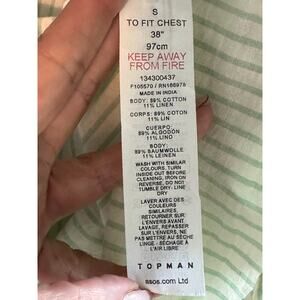 S
TO FIT CHEST
38"
97cm
KEEP AWAY
FROM FIRE
134300437
F105570 / RN166978
MADE IN INDIA
BODY: 89% COTTON
11% LINEN
CORPS: 89% COTON
11% LIN
CUERPO:
89% ALGODÓN
11% LINO
BODY:
89% BAUMWOLLE
11% LEINEN
WASH WITH SIMILAR
COLOURS. TURN
INSIDE OUT BEFORE
CLEANING, IRON ON
REVERSE, DO NOT
TUMBLE DRY- LINE
DRY
LAVER AVEC DES
COULEURS
SIMILAIRES,
RETOURNER SUR
L'ENVERS AVANT
LAVAGE, REPASSER
SUR L'ENVERS, NE
PAS METTRE AU SÈCHE
LINGE - SÉCHAGE À
L'AIR LIBRE
TOPMAN
asos.com Ltd